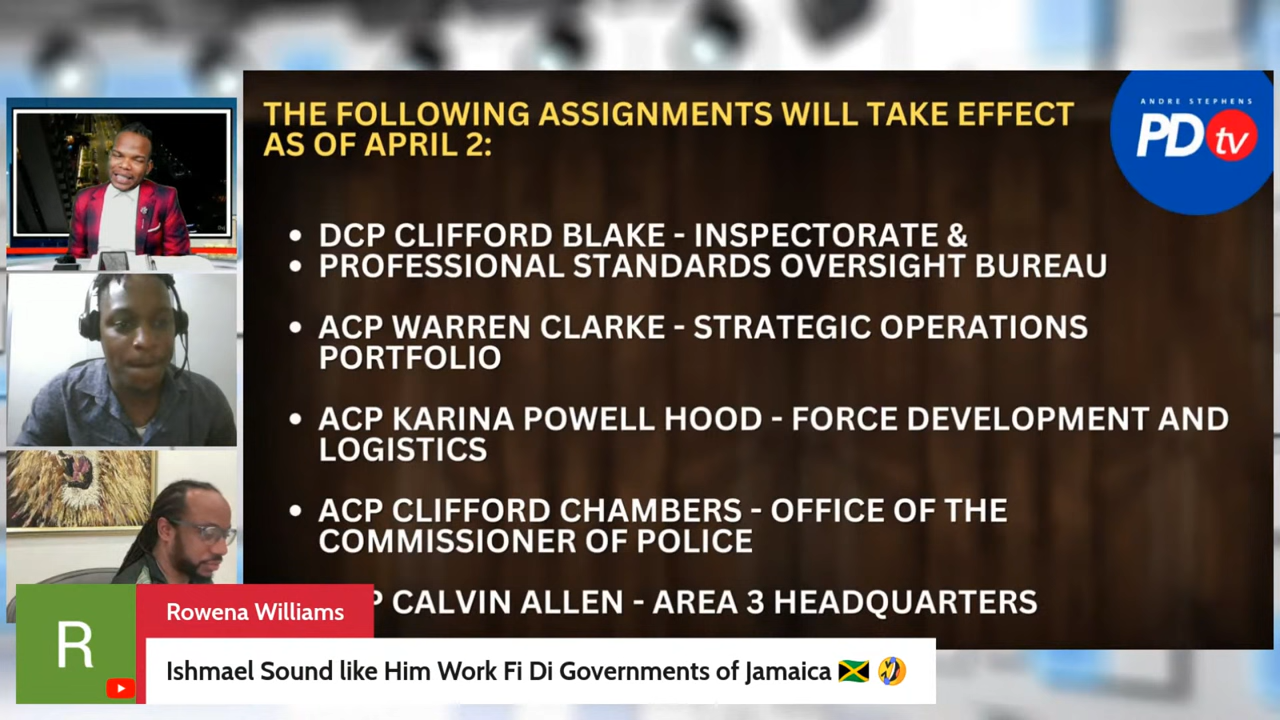 THE FOLLOWING ASSIGNMENTS WILL TAKE EFFECT
AS OF APRIL 2:
ANDRE STEPHENS
PD tv
• DCP CLIFFORD BLAKE - INSPECTORATE &
• PROFESSIONAL STANDARDS OVERSIGHT BUREAU
• ACP WARREN CLARKE - STRATEGIC OPERATIONS
PORTFOLIO
• ACP KARINA POWELL HOOD - FORCE DEVELOPMENT AND
LOGISTICS
• ACP CLIFFORD CHAMBERS - OFFICE OF THE
COMMISSIONER OF POLICE
P CALVIN ALLEN - AREA 3 HEADQUARTERS
R
Rowena Williams
Ishmael Sound like Him Work Fi Di Governments of Jamaica 🇯🇲 🤣